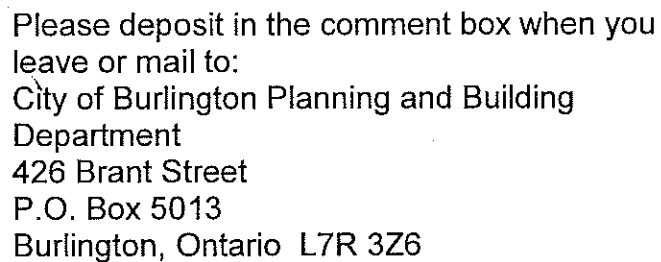 Please deposit in the comment box when you
leave or mail to:
City of Burlington Planning and Building
Department
426 Brant Street
P.O. Box 5013
Burlington, Ontario L7R 3Z6